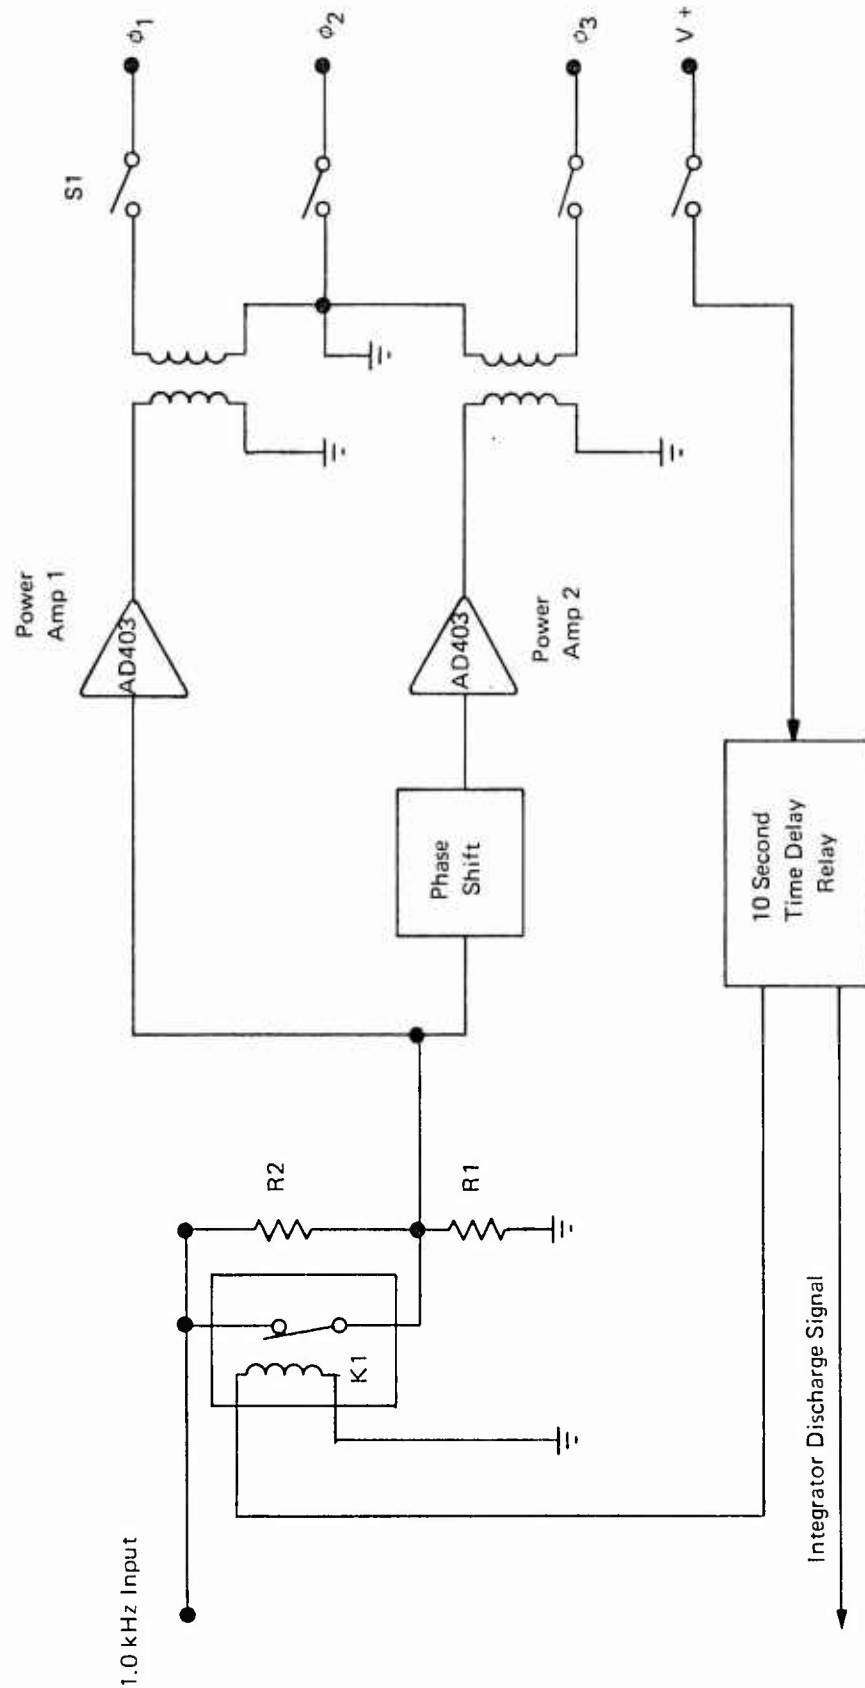 1.0 kHz Input
K1
R2
R1
Phase
Shift
Power
Amp 1
AD403
AD403
Power
Amp 2
S1
ϕ1
ϕ2
ϕ3
V +
10 Second
Time Delay
Relay
Integrator Discharge Signal